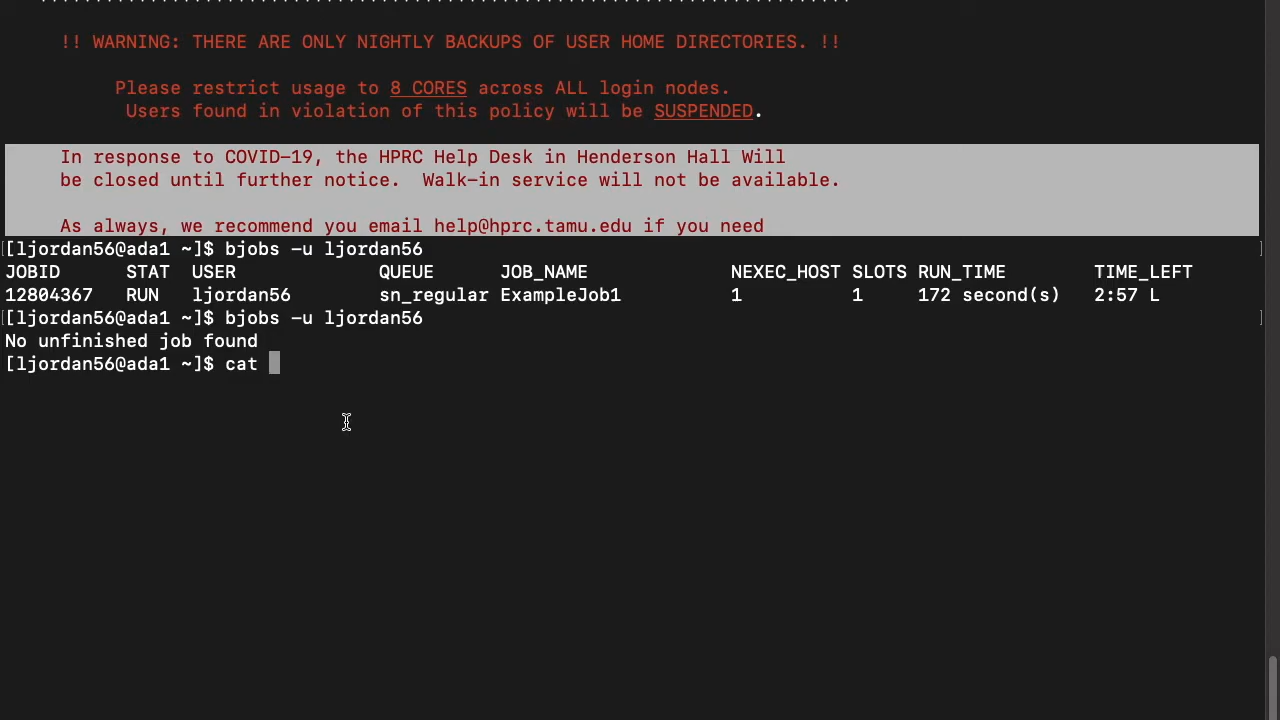 !! WARNING: THERE ARE ONLY NIGHTLY BACKUPS OF USER HOME DIRECTORIES. !!
Please restrict usage to 8 CORES across ALL login nodes.
Users found in violation of this policy will be SUSPENDED.
In response to COVID-19, the HPRC Help Desk in Henderson Hall Will
be closed until further notice.  Walk-in service will not be available.
As always, we recommend you email help@hprc.tamu.edu if you need
[[ljordan56@ada1 ~]$ bjobs -u ljordan56 ]
JOBID      STAT  USER                 QUEUE      JOB_NAME             NEXEC_HOST SLOTS RUN_TIME        TIME_LEFT
12804367   RUN   ljordan56        sn_regular ExampleJob1          1          1     172 second(s)   2:57 L
[[ljordan56@ada1 ~]$ bjobs -u ljordan56 ]
No unfinished job found
[ljordan56@ada1 ~]$ cat